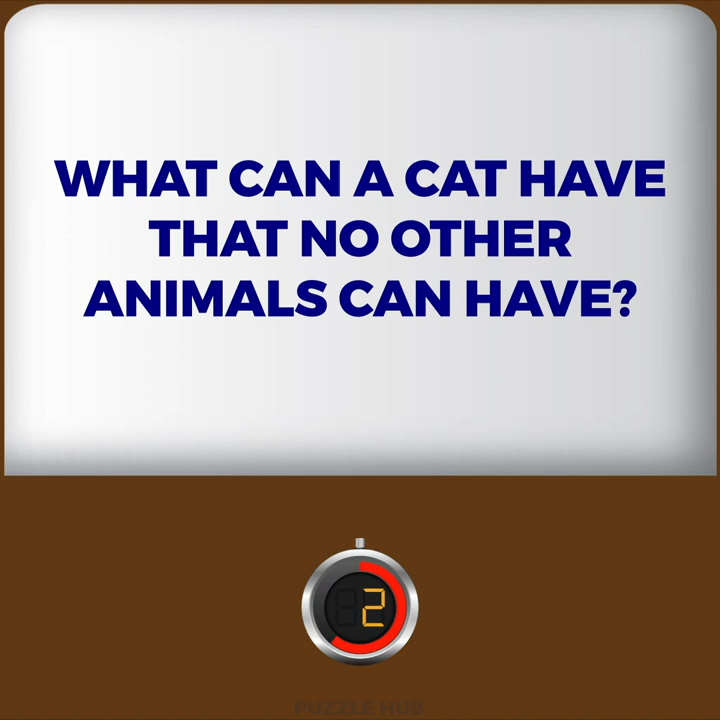 WHAT CAN A CAT HAVE
THAT NO OTHER
ANIMALS CAN HAVE?
2
PUZZLE HUB